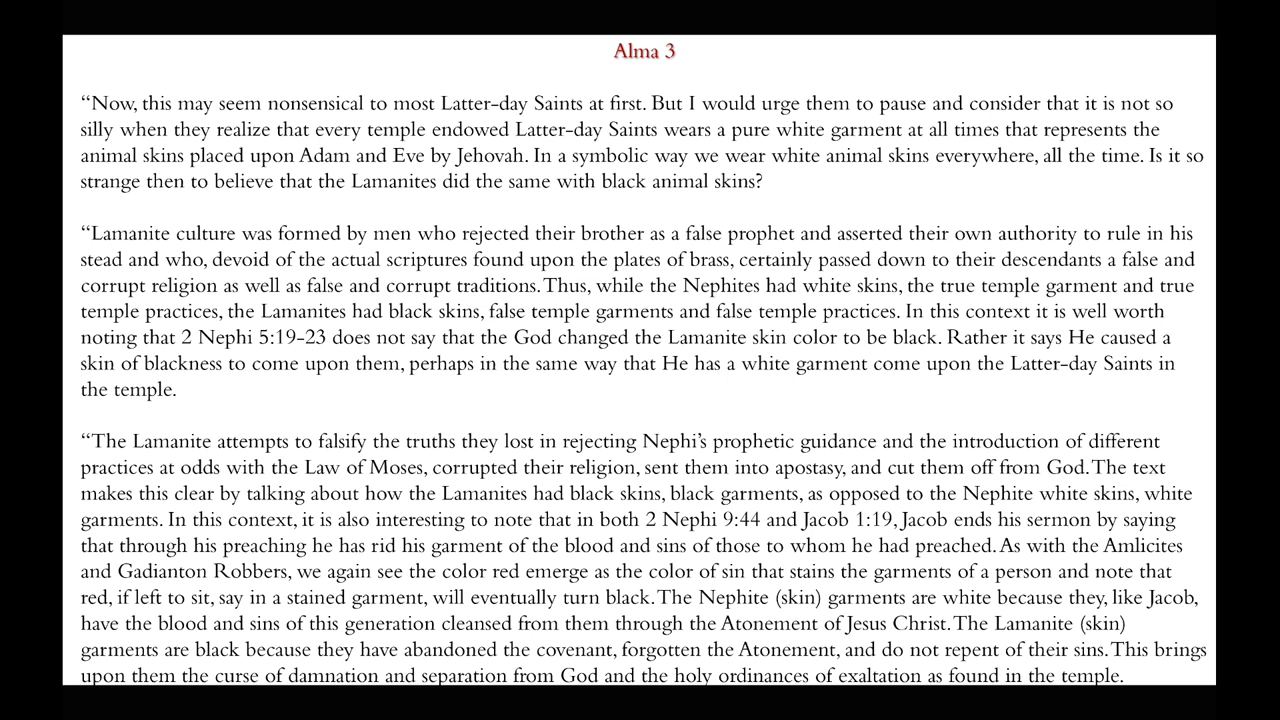 Alma 3
“Now, this may seem nonsensical to most Latter-day Saints at first. But I would urge them to pause and consider that it is not so
silly when they realize that every temple endowed Latter-day Saints wears a pure white garment at all times that represents the
animal skins placed upon Adam and Eve by Jehovah. In a symbolic way we wear white animal skins everywhere, all the time. Is it so
strange then to believe that the Lamanites did the same with black animal skins?
“Lamanite culture was formed by men who rejected their brother as a false prophet and asserted their own authority to rule in his
stead and who, devoid of the actual scriptures found upon the plates of brass, certainly passed down to their descendants a false and
corrupt religion as well as false and corrupt traditions. Thus, while the Nephites had white skins, the true temple garment and true
temple practices, the Lamanites had black skins, false temple garments and false temple practices. In this context it is well worth
noting that 2 Nephi 5:19-23 does not say that the God changed the Lamanite skin color to be black. Rather it says He caused a
skin of blackness to come upon them, perhaps in the same way that He has a white garment come upon the Latter-day Saints in
the temple.
“The Lamanite attempts to falsify the truths they lost in rejecting Nephi’s prophetic guidance and the introduction of different
practices at odds with the Law of Moses, corrupted their religion, sent them into apostasy, and cut them off from God. The text
makes this clear by talking about how the Lamanites had black skins, black garments, as opposed to the Nephite white skins, white
garments. In this context, it is also interesting to note that in both 2 Nephi 9:44 and Jacob 1:19, Jacob ends his sermon by saying
that through his preaching he has rid his garment of the blood and sins of those to whom he had preached. As with the Amlicites
and Gadianton Robbers, we again see the color red emerge as the color of sin that stains the garments of a person and note that
red, if left to sit, say in a stained garment, will eventually turn black. The Nephite (skin) garments are white because they, like Jacob,
have the blood and sins of this generation cleansed from them through the Atonement of Jesus Christ. The Lamanite (skin)
garments are black because they have abandoned the covenant, forgotten the Atonement, and do not repent of their sins. This brings
upon them the curse of damnation and separation from God and the holy ordinances of exaltation as found in the temple.